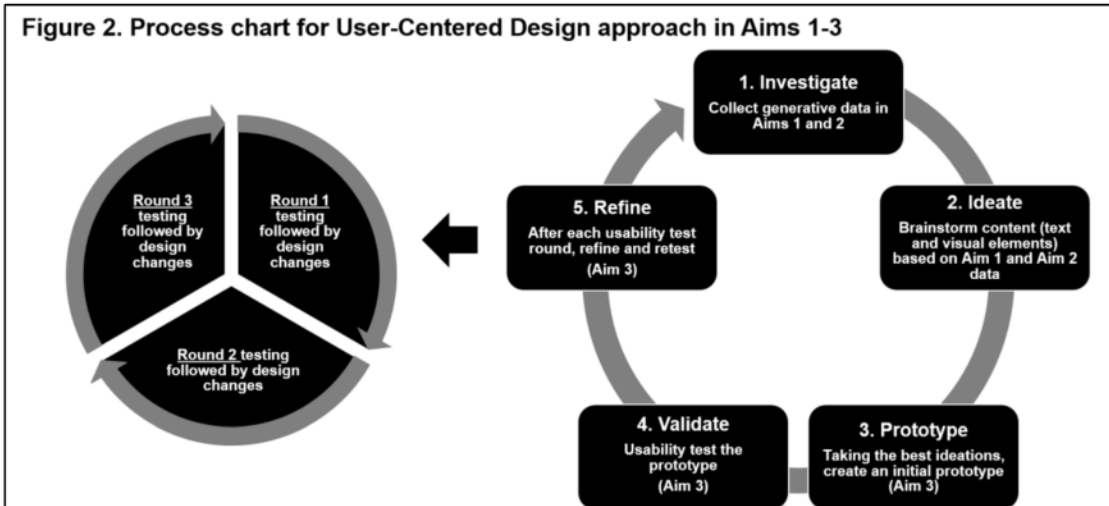 Figure 2. Process chart for User-Centered Design approach in Aims 1-3
1. Investigate
Collect generative data in
Aims 1 and 2
2. Ideate
Brainstorm content (text
and visual elements)
based on Aim 1 and Aim 2
data
3. Prototype
Taking the best ideations,
create an initial prototype
(Aim 3)
4. Validate
Usability test the
prototype
(Aim 3)
5. Refine
After each usability test
round, refine and retest
(Aim 3)
Round 1
testing
followed by
design
changes
Round 2 testing
followed by design
changes
Round 3
testing
followed by
design
changes